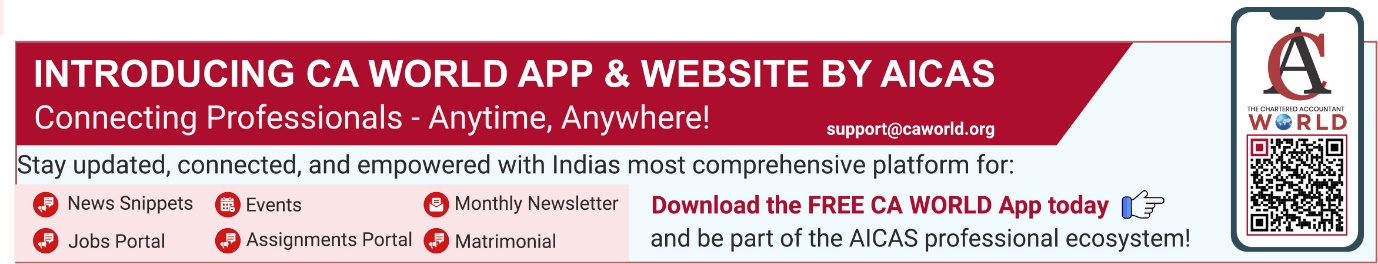 INTRODUCING CA WORLD APP & WEBSITE BY AICAS
Connecting Professionals - Anytime, Anywhere!
support@caworld.org
Stay updated, connected, and empowered with Indias most comprehensive platform for:
News Snippets
Events
Monthly Newsletter
Jobs Portal
Assignments Portal
Matrimonial
Download the FREE CA WORLD App today
and be part of the AICAS professional ecosystem!
CA
THE CHARTERED ACCOUNTANT
WORLD